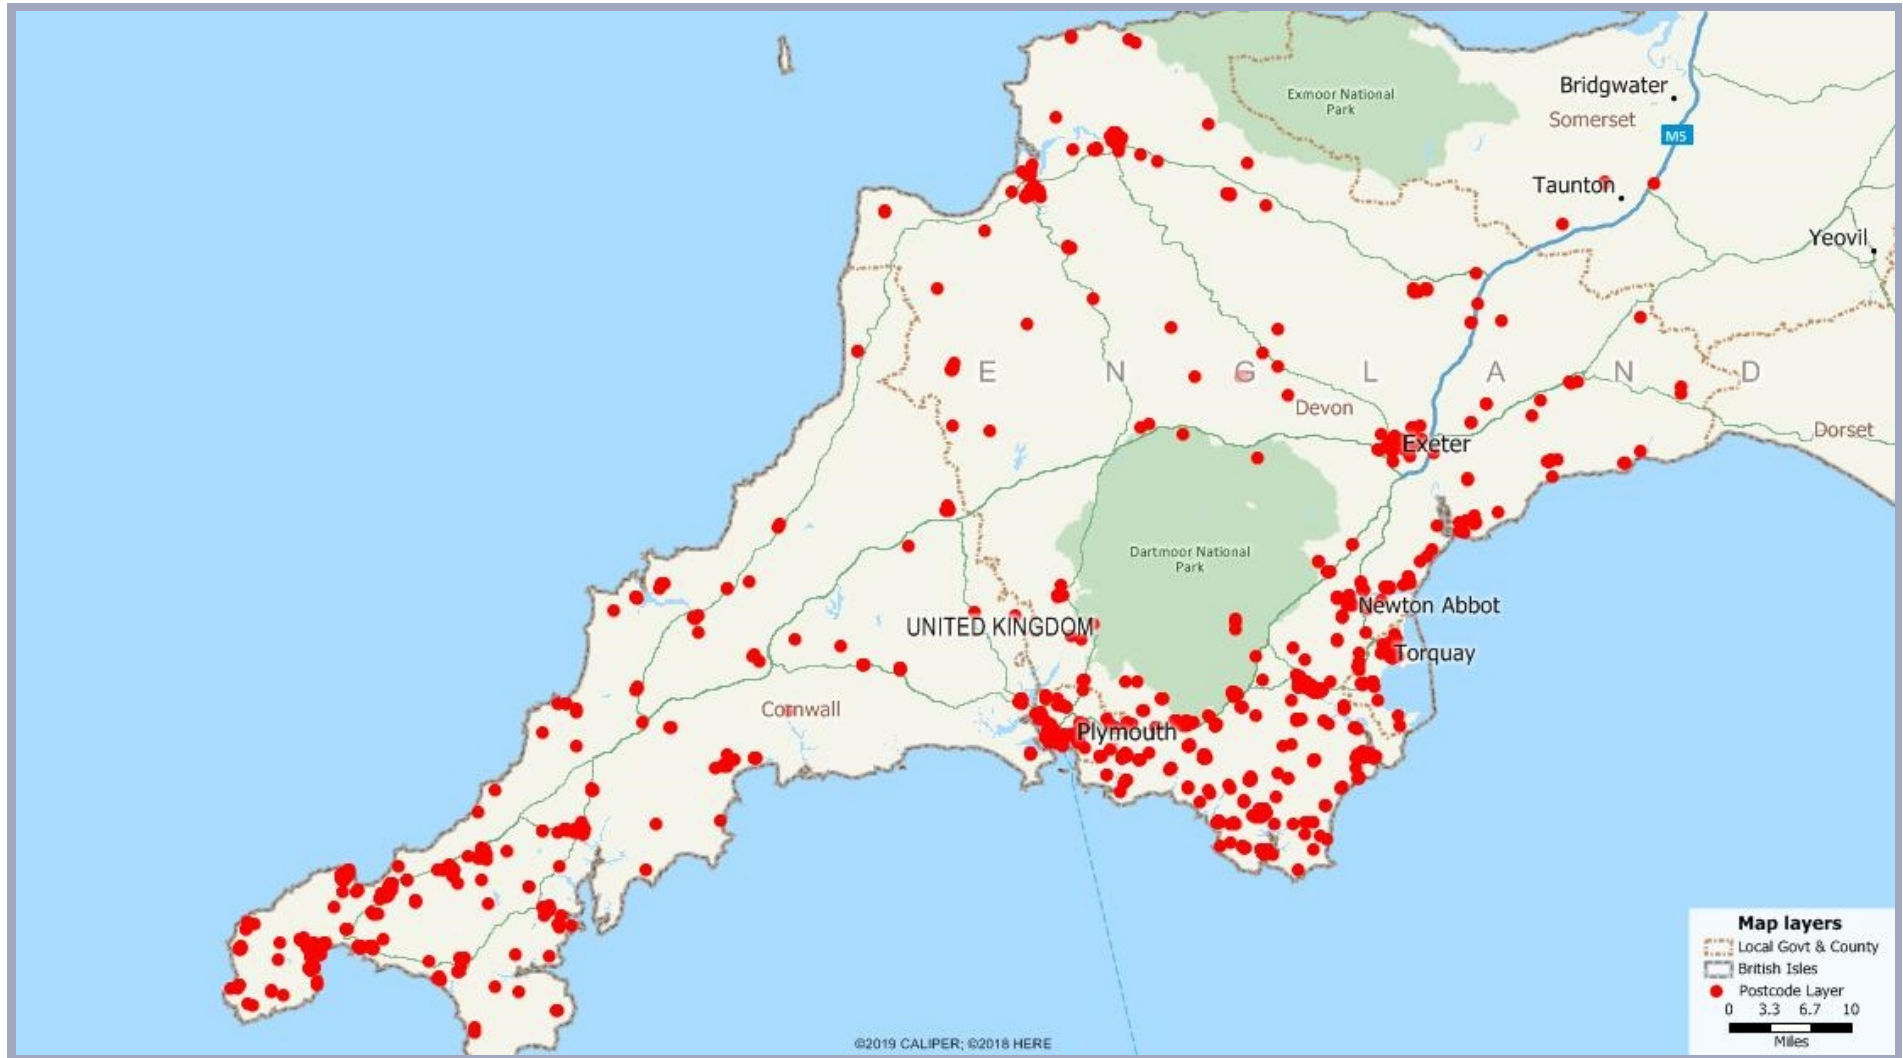 Bridgwater
Exmoor National
Park
Somerset
M5
Taunton
Yeovil
E N G L A N D
Devon
Dorset
Exeter
Dartmoor National
Park
Newton Abbot
UNITED KINGDOM
Torquay
Cornwall
Plymouth
Map layers
Local Govt & County
British Isles
Postcode Layer
0 3.3 6.7 10
Miles
©2019 CALIPER; ©2018 HERE